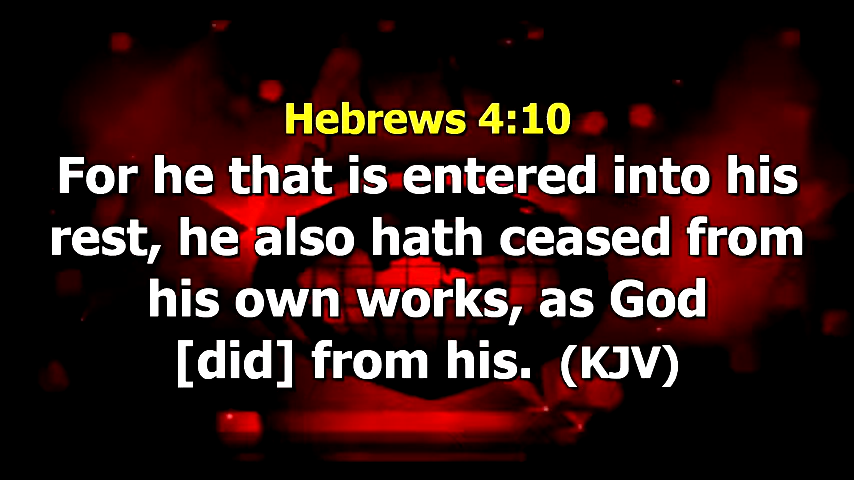 Hebrews 4:10
For he that is entered into his
rest, he also hath ceased from
his own works, as God
[did] from his.  (KJV)